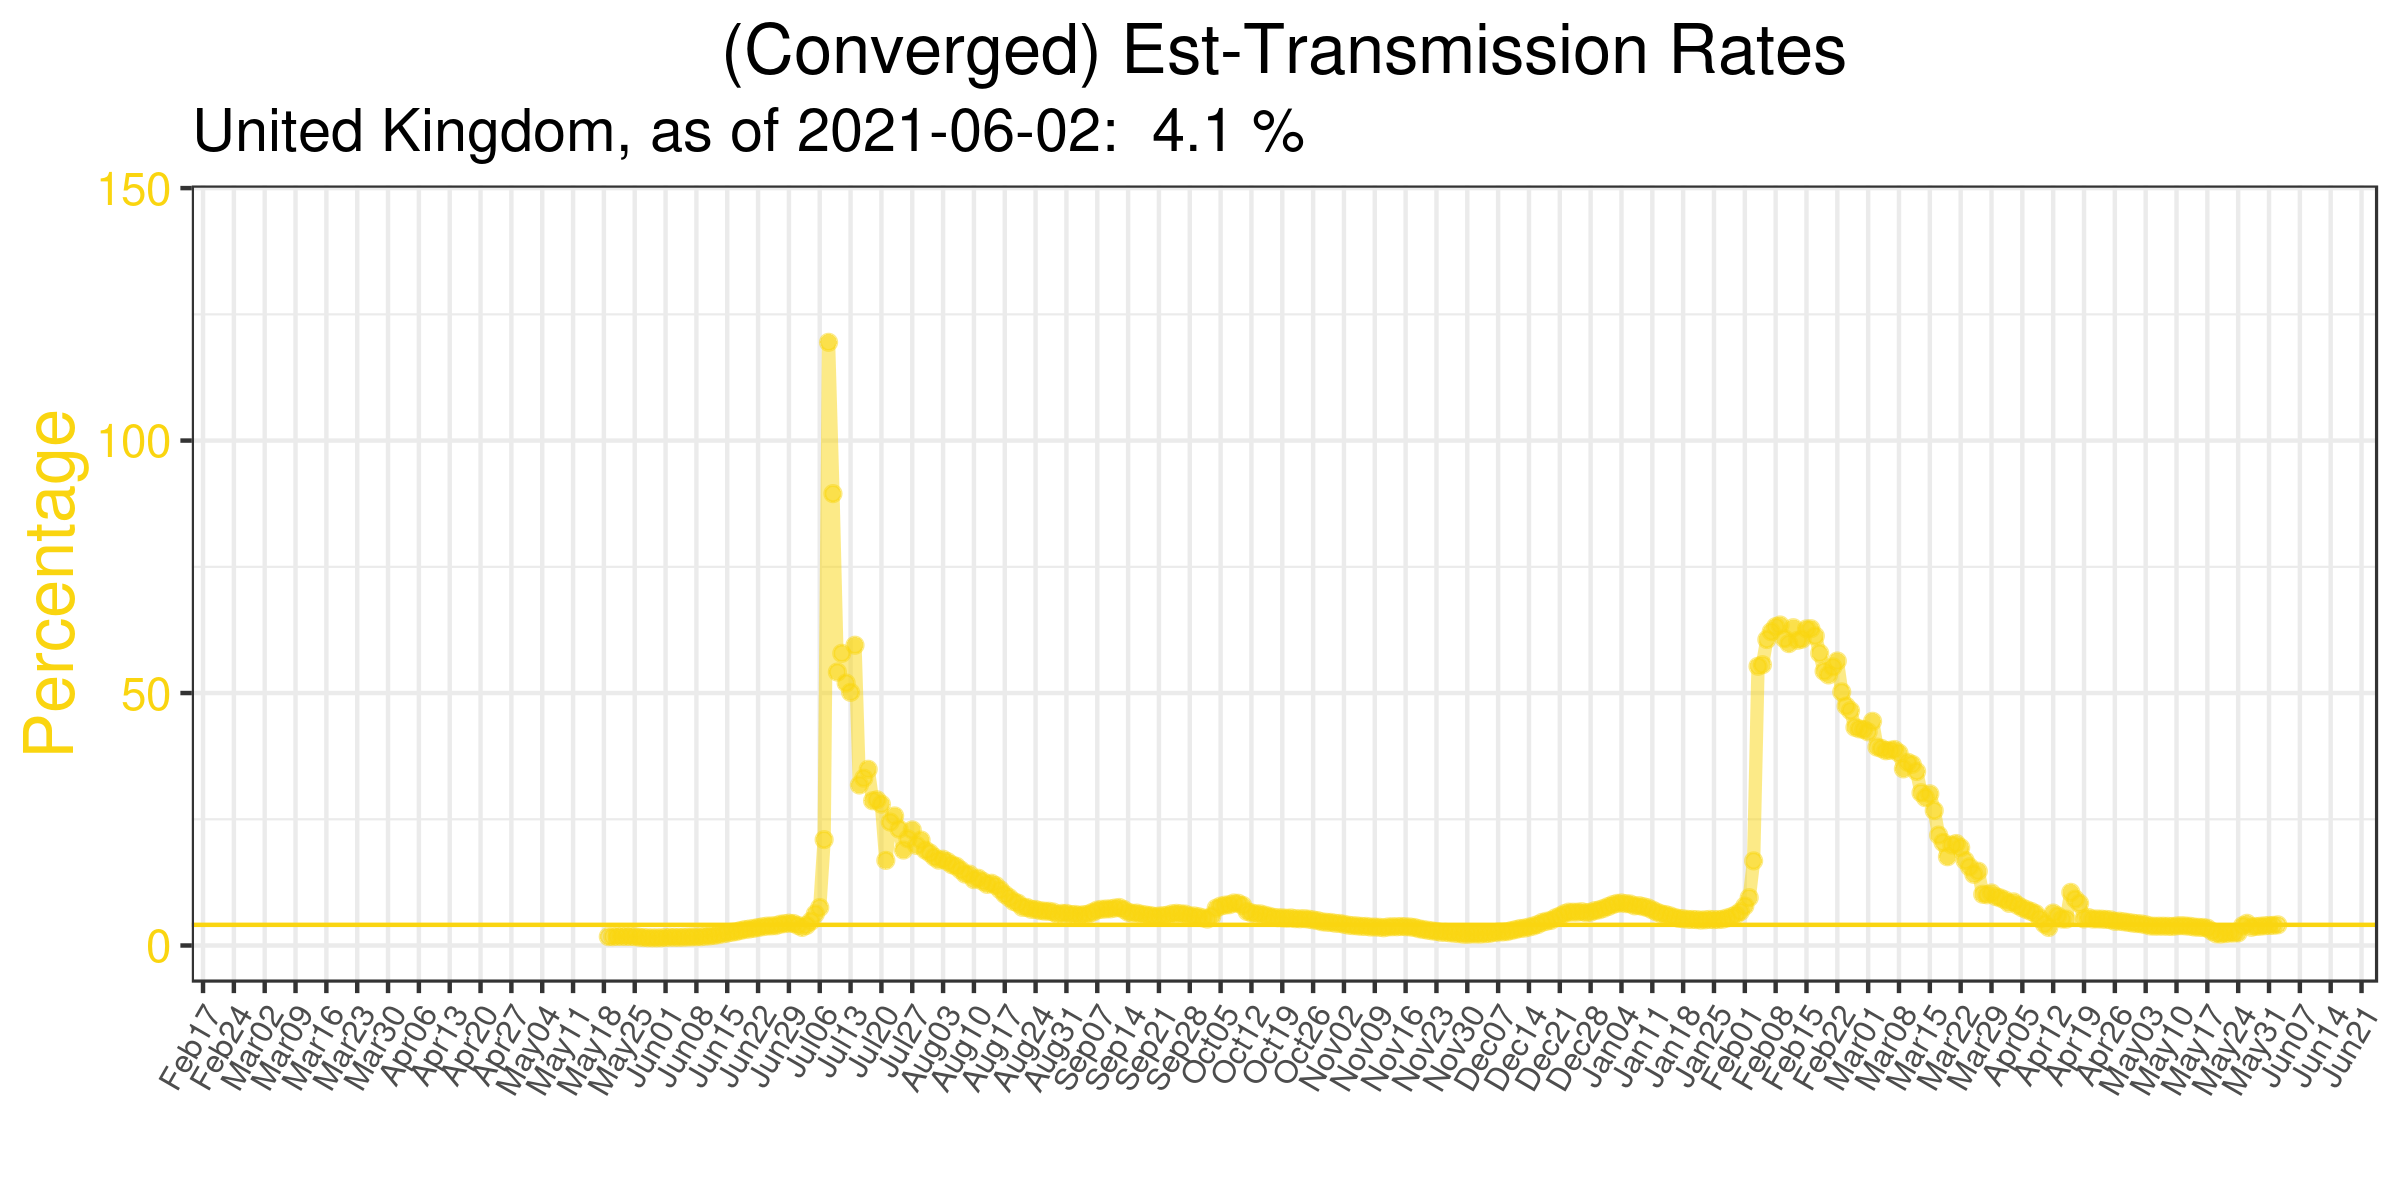 (Converged) Est-Transmission Rates
United Kingdom, as of 2021-06-02:  4.1 %
Percentage
150
100
50
0
Feb17
Feb24
Mar02
Mar09
Mar16
Mar23
Mar30
Apr06
Apr13
Apr20
Apr27
May04
May11
May18
May25
Jun01
Jun08
Jun15
Jun22
Jun29
Jul06
Jul13
Jul20
Jul27
Aug03
Aug10
Aug17
Aug24
Aug31
Sep07
Sep14
Sep21
Sep28
Oct05
Oct12
Oct19
Oct26
Nov02
Nov09
Nov16
Nov23
Nov30
Dec07
Dec14
Dec21
Dec28
Jan04
Jan11
Jan18
Jan25
Feb01
Feb08
Feb15
Feb22
Mar01
Mar08
Mar15
Mar22
Mar29
Apr05
Apr12
Apr19
Apr26
May03
May10
May17
May24
May31
Jun07
Jun14
Jun21